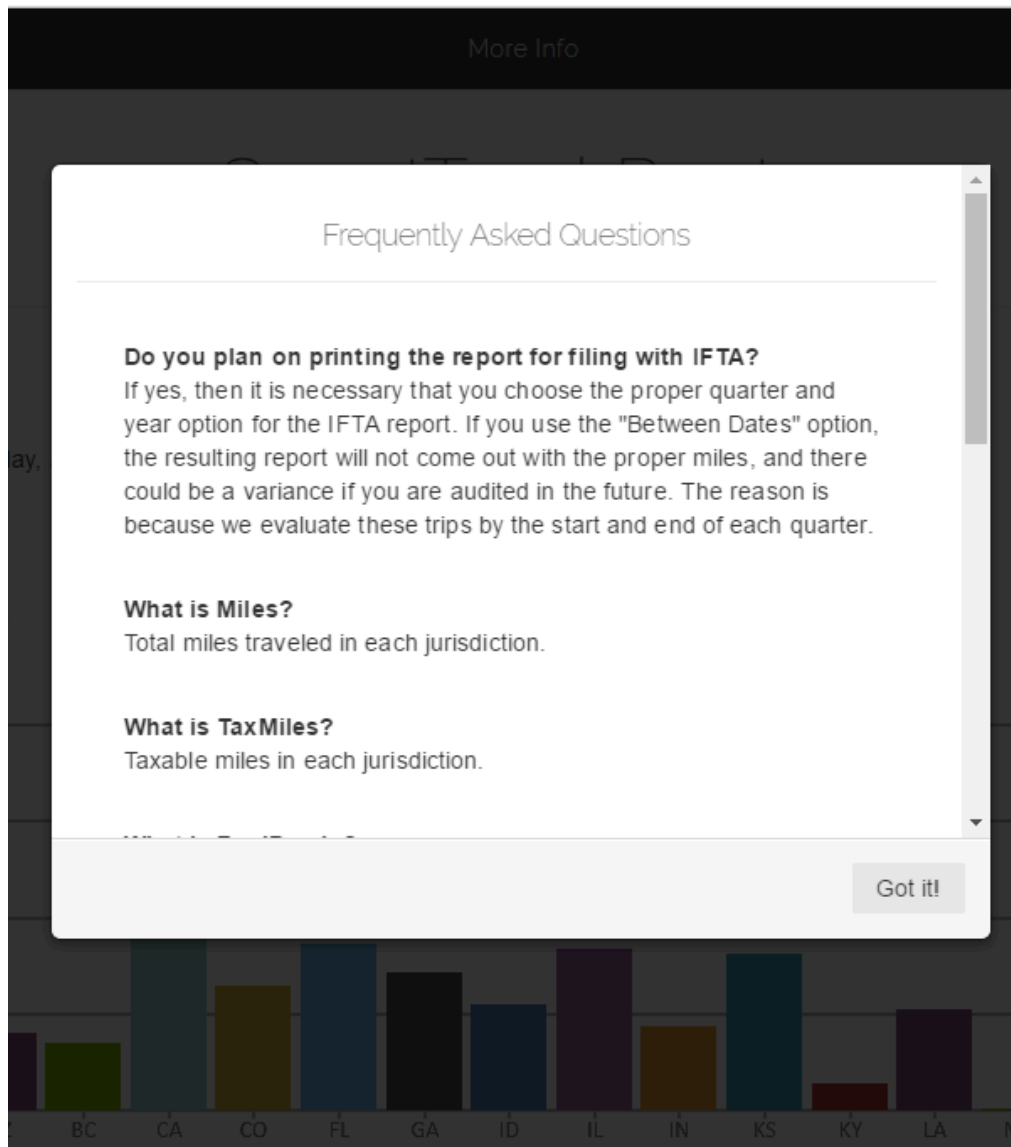 More Info
Frequently Asked Questions
Do you plan on printing the report for filing with IFTA?
If yes, then it is necessary that you choose the proper quarter and
year option for the IFTA report. If you use the "Between Dates" option,
the resulting report will not come out with the proper miles, and there
could be a variance if you are audited in the future. The reason is
because we evaluate these trips by the start and end of each quarter.
What is Miles?
Total miles traveled in each jurisdiction.
What is TaxMiles?
Taxable miles in each jurisdiction.
Got it!
BC CA CO FL GA ID IL IN KS KY LA